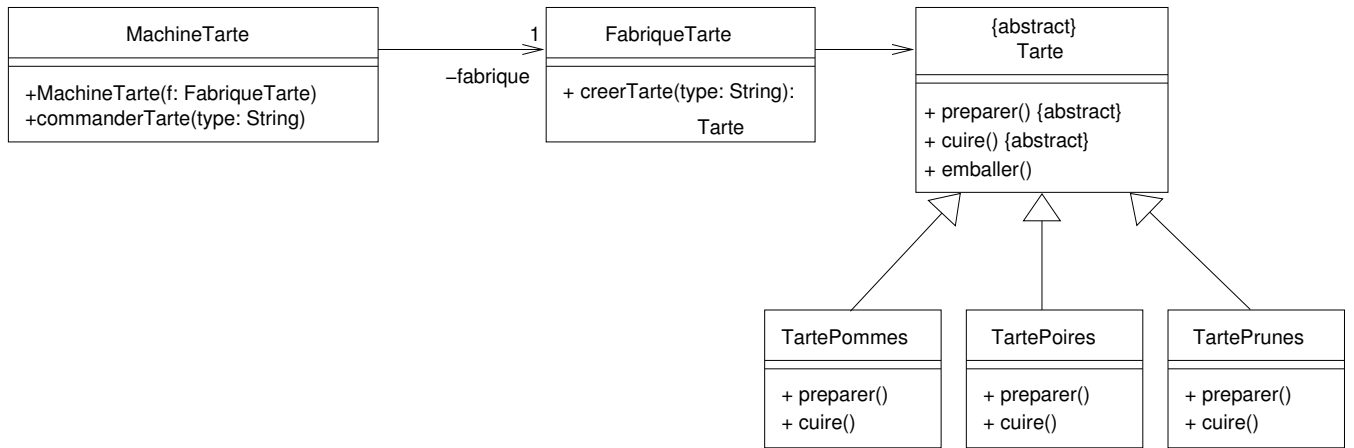 MachineTarte
+MachineTarte(f: FabriqueTarte)
+commanderTarte(type: String)
1
−fabrique
FabriqueTarte
+ creerTarte(type: String):
Tarte
{abstract}
Tarte
+ preparer() {abstract}
+ cuire() {abstract}
+ emballer()
TartePommes
+ preparer()
+ cuire()
TartePoires
+ preparer()
+ cuire()
TartePrunes
+ preparer()
+ cuire()